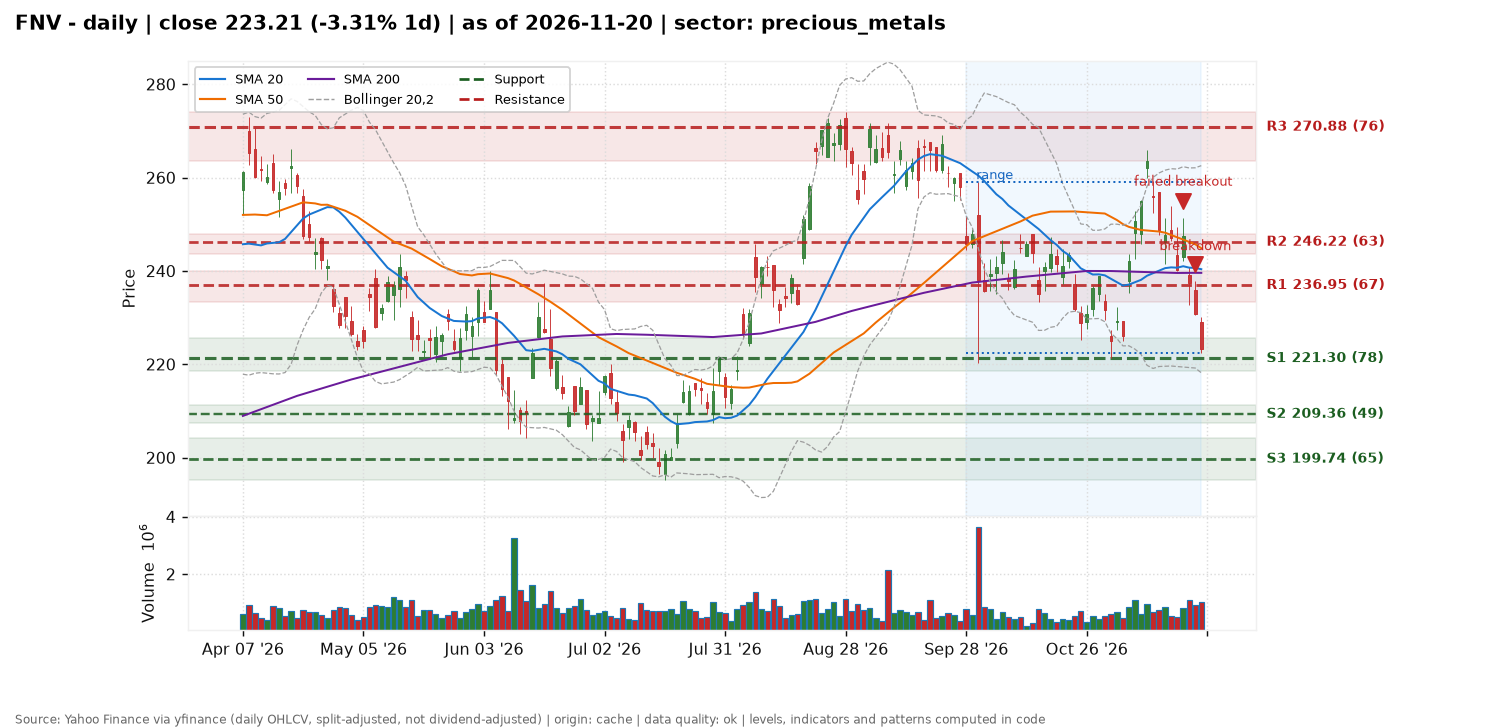 FNV - daily | close 223.21 (-3.31% 1d) | as of 2026-11-20 | sector: precious_metals
SMA 20
SMA 50
SMA 200
Bollinger 20,2
Support
Resistance
280
260
240
220
200
Price
R3 270.88 (76)
R2 246.22 (63)
R1 236.95 (67)
S1 221.30 (78)
S2 209.36 (49)
S3 199.74 (65)
range
failed breakout
breakdown
4
2
Volume 10⁶
Apr 07 '26
May 05 '26
Jun 03 '26
Jul 02 '26
Jul 31 '26
Aug 28 '26
Sep 28 '26
Oct 26 '26
Source: Yahoo Finance via yfinance (daily OHLCV, split-adjusted, not dividend-adjusted) | origin: cache | data quality: ok | levels, indicators and patterns computed in code